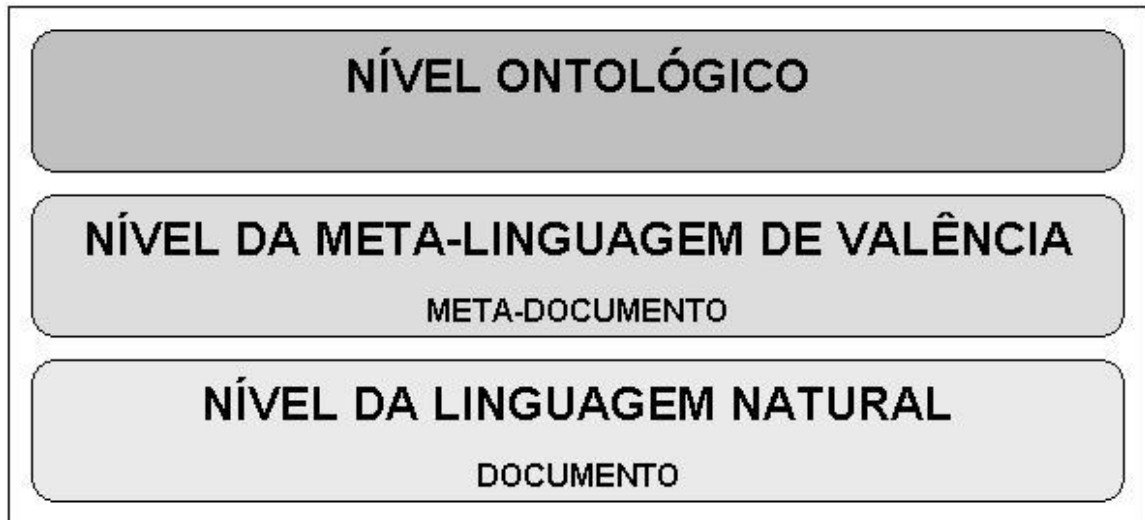 NÍVEL ONTOLÓGICO
NÍVEL DA META-LINGUAGEM DE VALÊNCIA
META-DOCUMENTO
NÍVEL DA LINGUAGEM NATURAL
DOCUMENTO